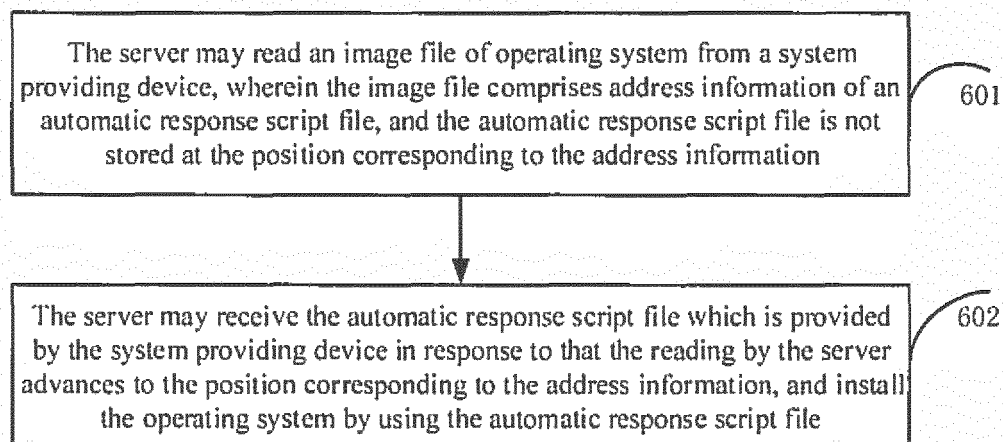 The server may read an image file of operating system from a system
providing device, wherein the image file comprises address information of an
automatic response script file, and the automatic response script file is not
stored at the position corresponding to the address information
601
The server may receive the automatic response script file which is provided
by the system providing device in response to that the reading by the server
advances to the position corresponding to the address information, and install
the operating system by using the automatic response script file
602